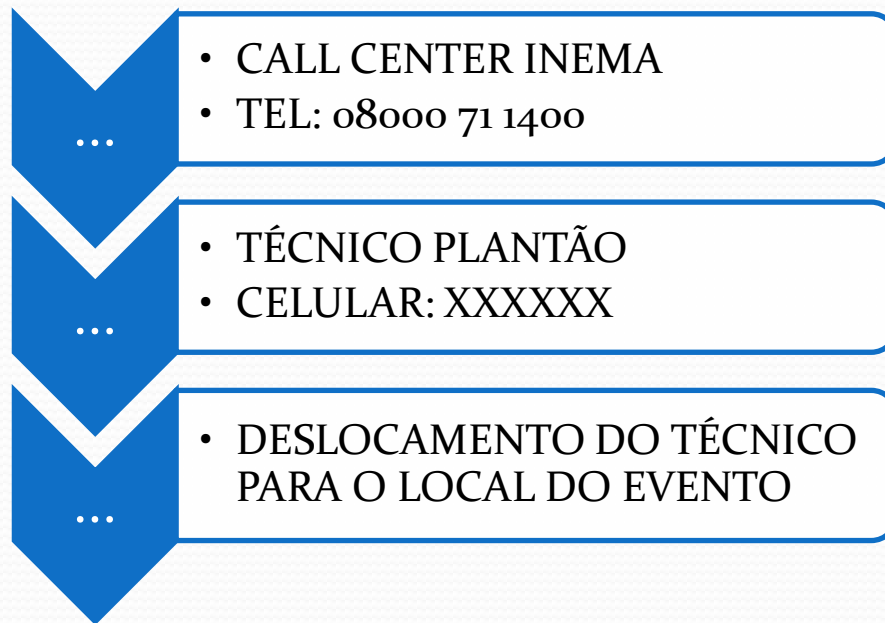 ...
• CALL CENTER INEMA
• TEL: 08000 71 1400
...
• TÉCNICO PLANTÃO
• CELULAR: XXXXXX
...
• DESLOCAMENTO DO TÉCNICO
PARA O LOCAL DO EVENTO